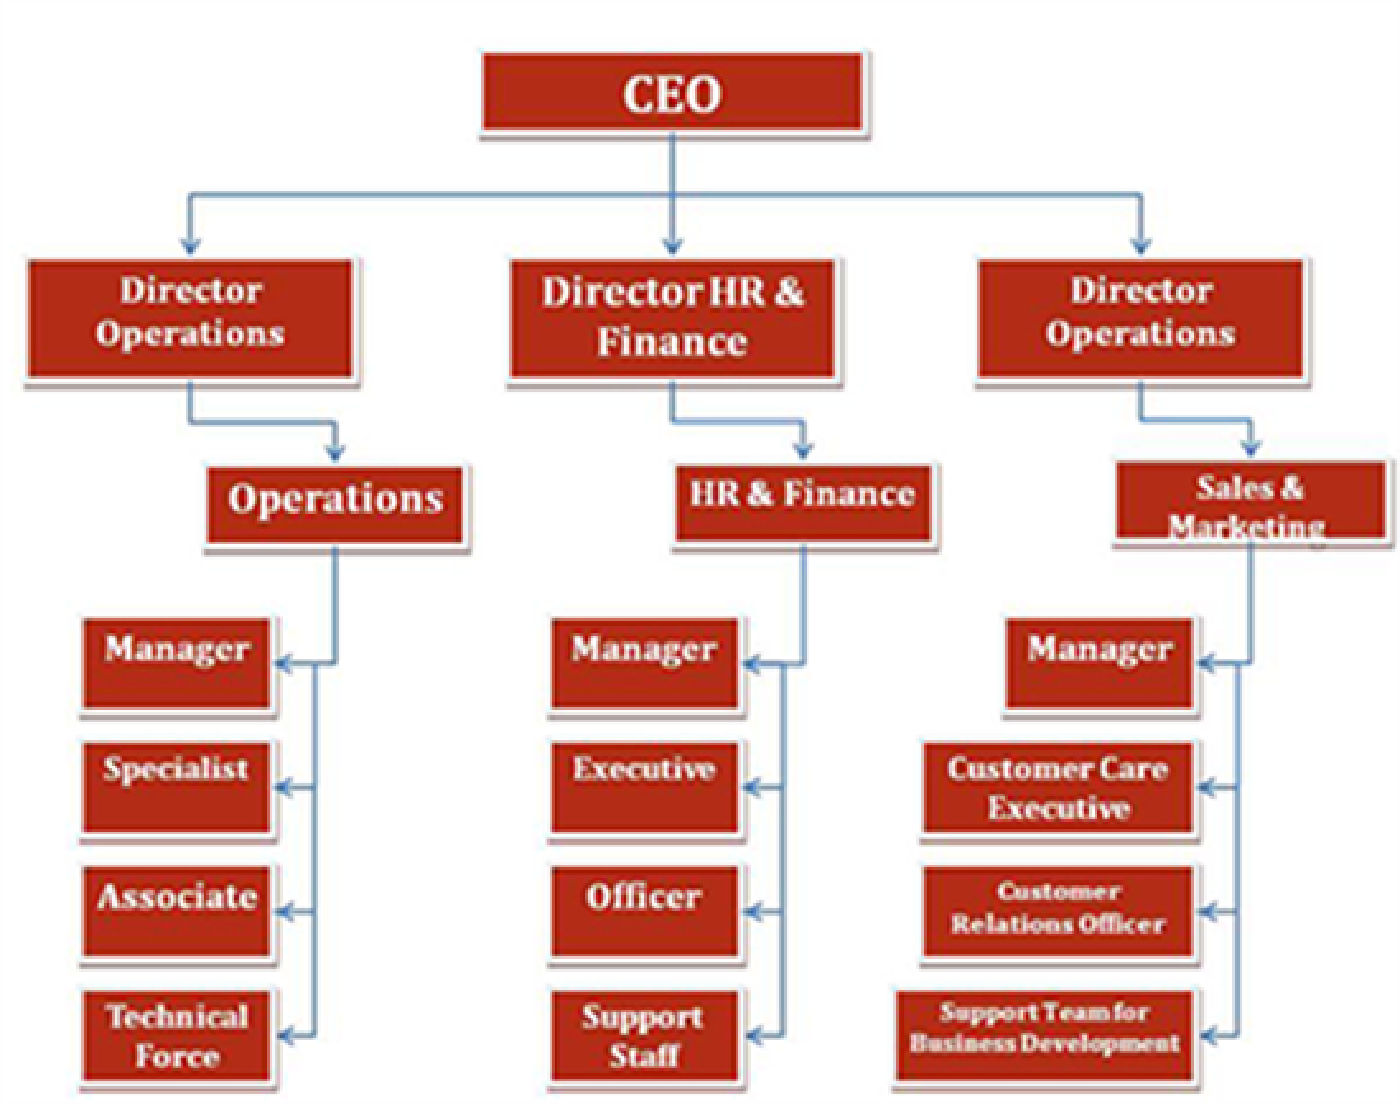 CEO
Director
Operations
Director HR &
Finance
Director
Operations
Operations
HR & Finance
Sales &
Marketing
Manager
Specialist
Associate
Technical
Force
Manager
Executive
Officer
Support
Staff
Manager
Customer Care
Executive
Customer
Relations Officer
Support Team for
Business Development